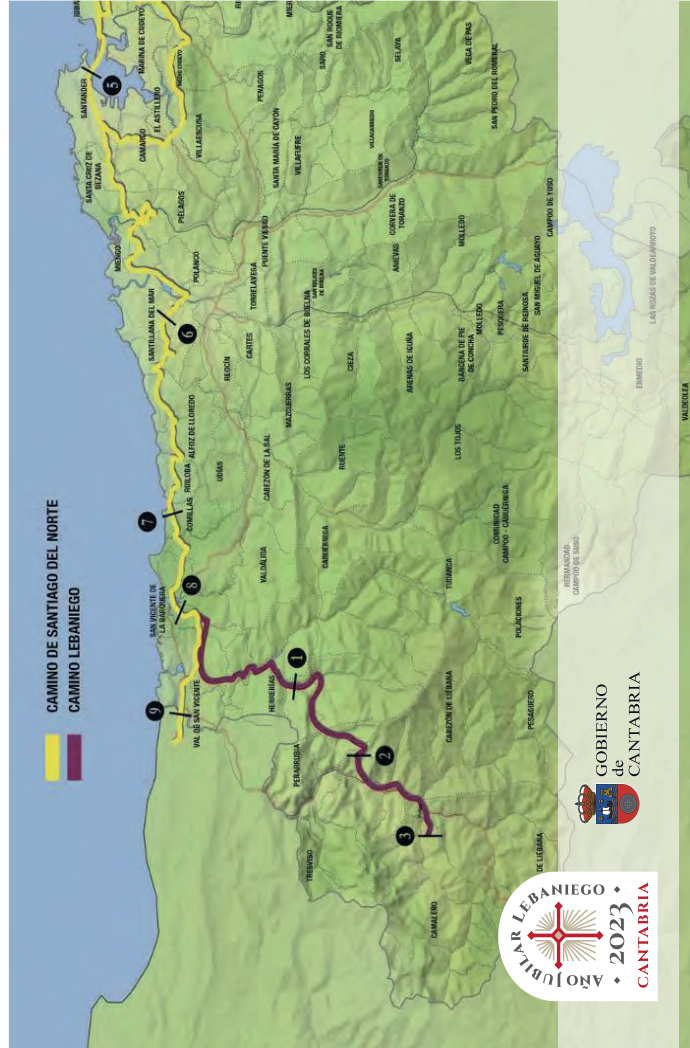 CAMINO DE SANTIAGO DEL NORTE
CAMINO LEBANIEGO
SANTANDER
5
MARINA DE CUDEYO
EL ASTILLERO
CAMARGO
SANTA CRUZ DE
BEZANA
PIÉLAGOS
VILLAESCUSA
PENAGOS
SANTA MARÍA DE CAYÓN
VILLAFUFRE
SARO
SAN ROQUE
DE RIOMIERA
SELAYA
VEGA DE PAS
SAN PEDRO DEL ROMERAL
VILLACARRIEDO
MIENGO
POLANCO
PUENTE VIESGO
CORVERA DE
TORANZO
ANIEVAS
MOLLEDO
SANTILLANA DEL MAR
6
TORRELAVEGA
CARTES
REOCÍN
LOS CORRALES DE BUELNA
CIEZA
ARENAS DE IGUÑA
BÁRCENA DE PIE
DE CONCHA
MOLLEDO
PESQUERA
SANTIURDE DE REINOSA
SAN MIGUEL DE AGUAYO
CAMPOO DE YUSO
LAS ROZAS DE VALDEARROYO
ENMEDIO
VALDEOLEA
7
COMILLAS
RUILOBA
ALFOZ DE LLOREDO
UDÍAS
CABEZÓN DE LA SAL
MAZCUERRAS
RUENTE
LOS TOJOS
8
SAN VICENTE DE
LA BARQUERA
VALDÁLIGA
CABUÉRNIGA
TUDANCA
COMUNIDAD
CAMPOO - CABUÉRNIGA
HERMANDAD
CAMPOO DE SUSO
POLACIONES
9
VAL DE SAN VICENTE
HERRERÍAS
1
PEÑARRUBIA
2
CABEZÓN DE LIÉBANA
PESAGUERO
3
TRESVISO
CAMALEÑO
DE LIÉBANA
GOBIERNO
de
CANTABRIA
AÑO JUBILAR LEBANIEGO
2023
CANTABRIA